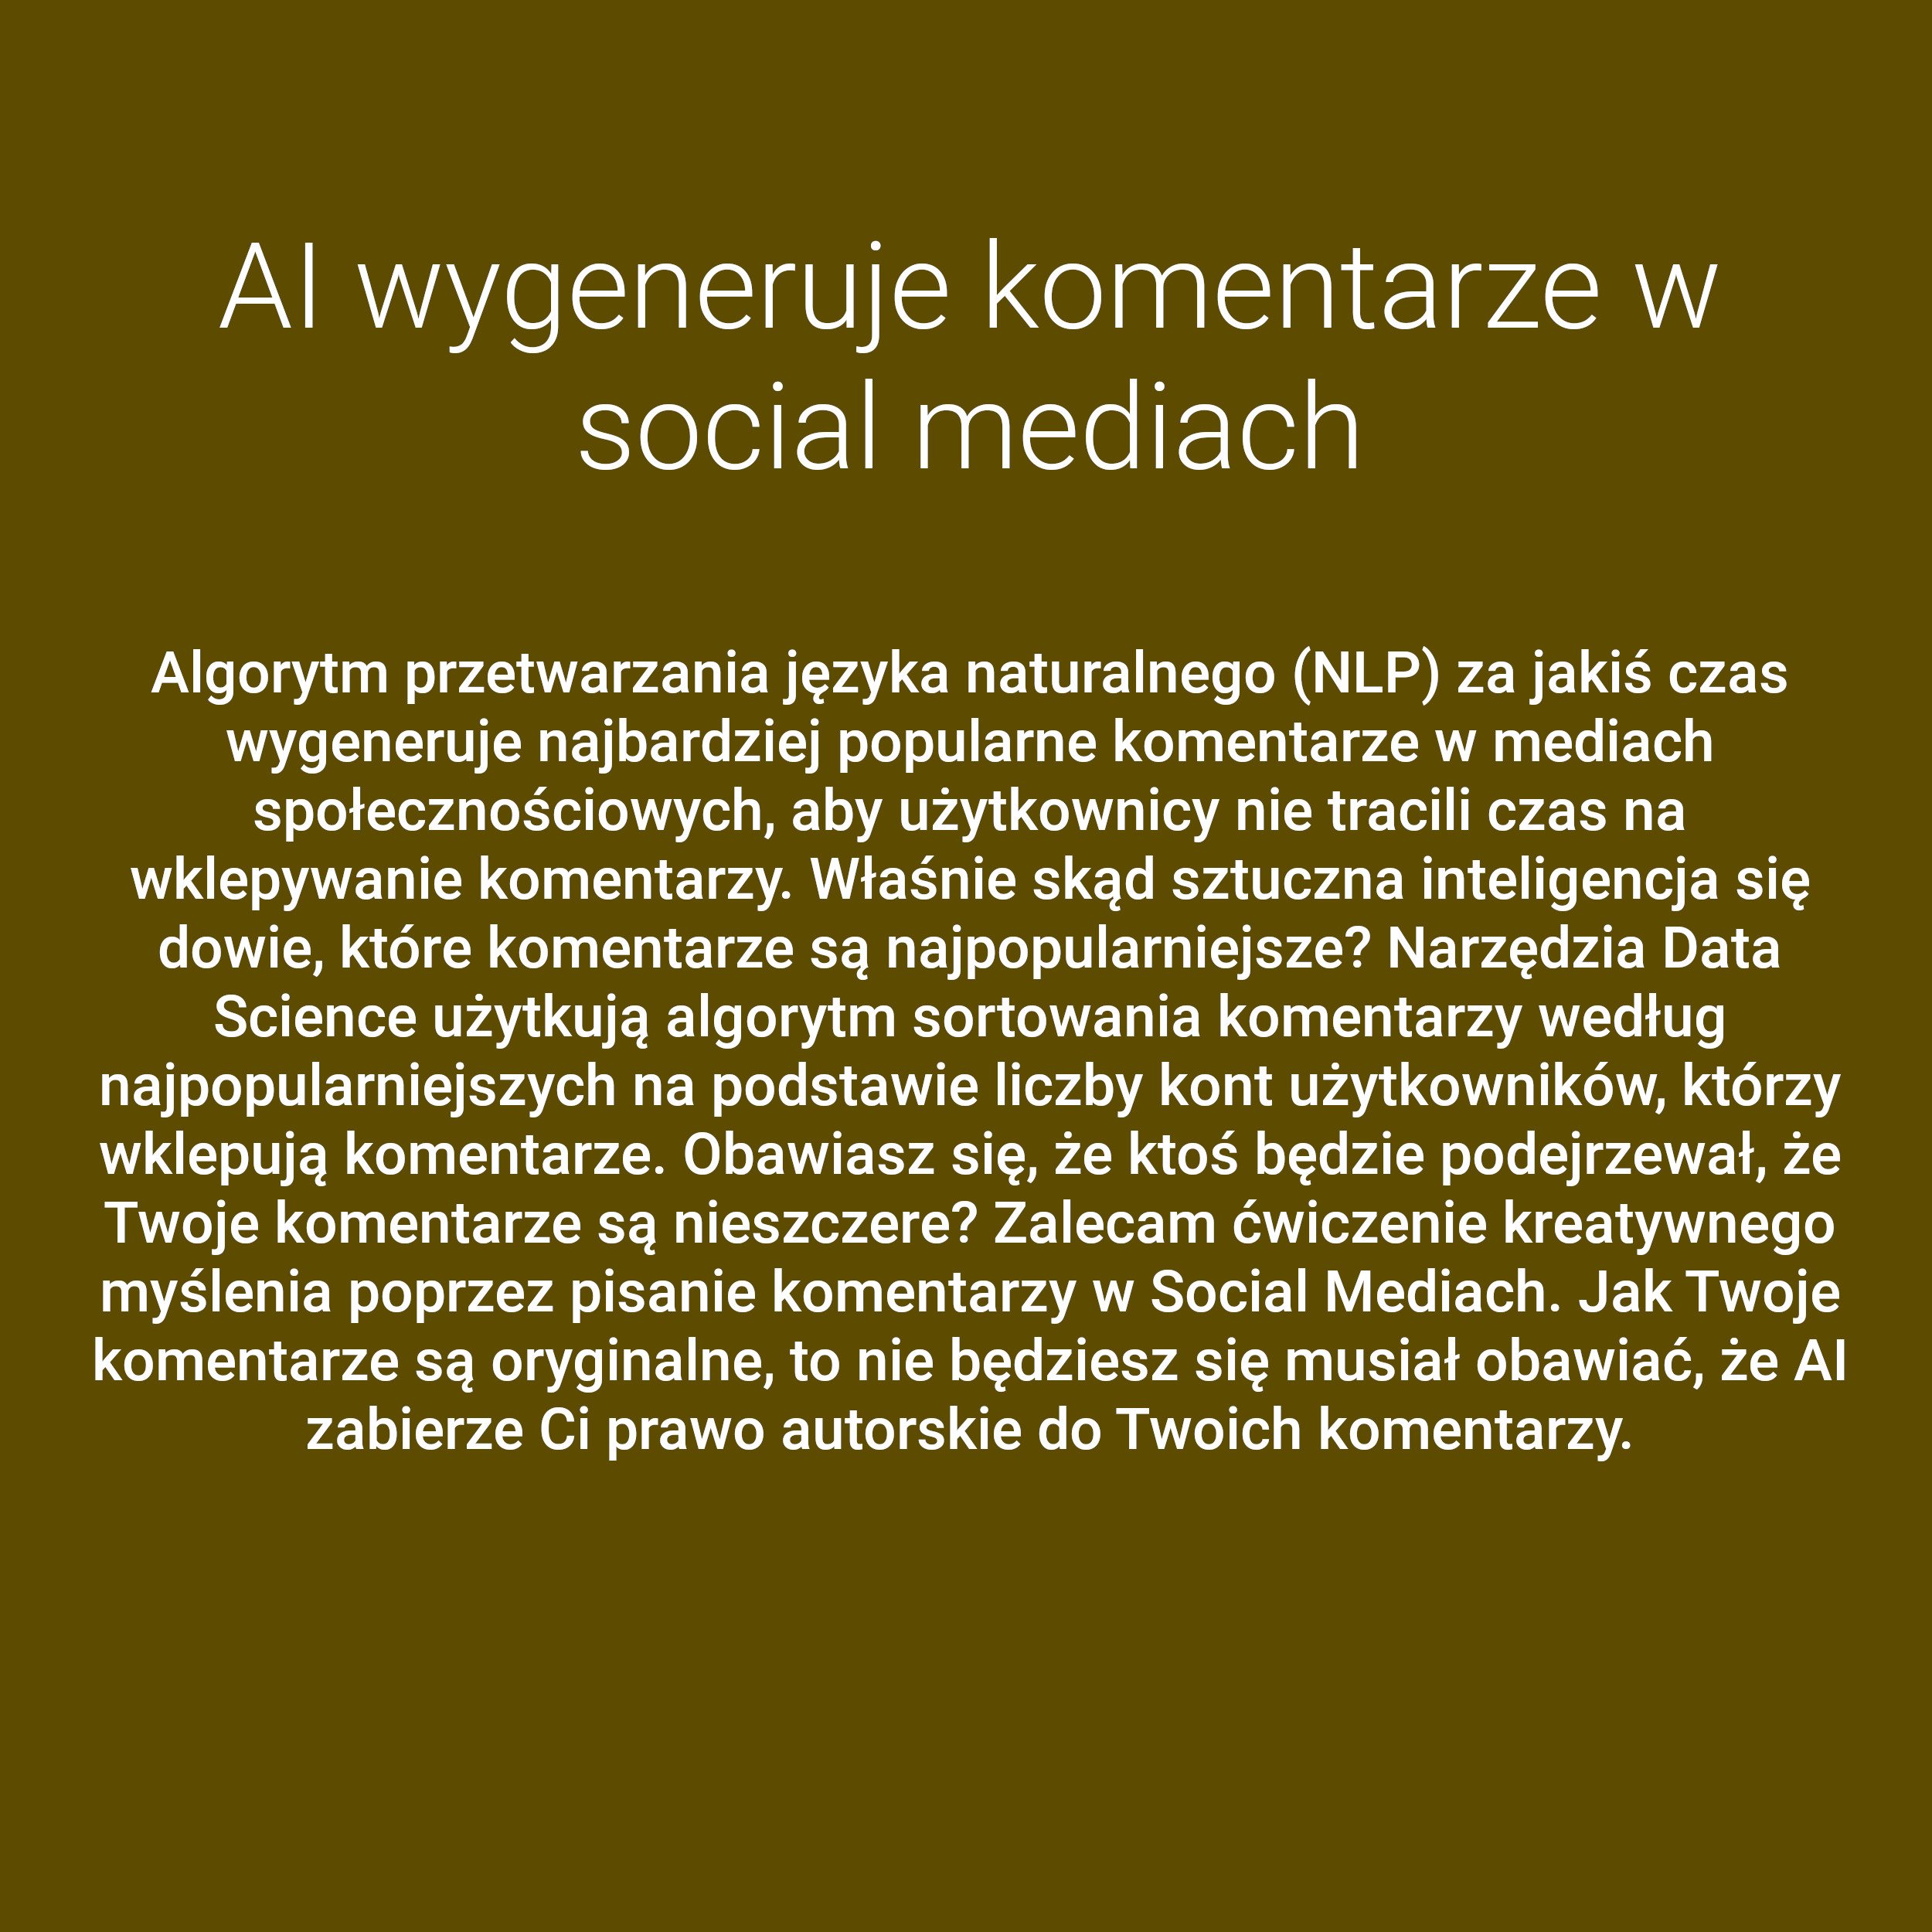 AI wygeneruje komentarze w
social mediach
Algorytm przetwarzania języka naturalnego (NLP) za jakiś czas
wygeneruje najbardziej popularne komentarze w mediach
społecznościowych, aby użytkownicy nie tracili czas na
wklepywanie komentarzy. Właśnie skąd sztuczna inteligencja się
dowie, które komentarze są najpopularniejsze? Narzędzia Data
Science użytkują algorytm sortowania komentarzy według
najpopularniejszych na podstawie liczby kont użytkowników, którzy
wklepują komentarze. Obawiasz się, że ktoś będzie podejrzewał, że
Twoje komentarze są nieszczere? Zalecam ćwiczenie kreatywnego
myślenia poprzez pisanie komentarzy w Social Mediach. Jak Twoje
komentarze są oryginalne, to nie będziesz się musiał obawiać, że AI
zabierze Ci prawo autorskie do Twoich komentarzy.